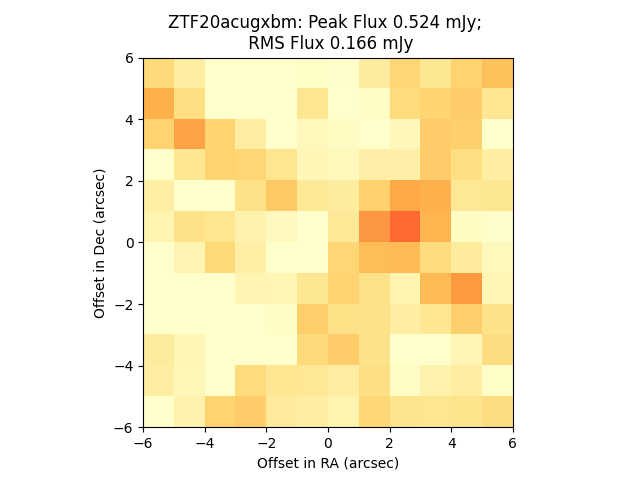 ZTF20acugxbm: Peak Flux 0.524 mJy;
RMS Flux 0.166 mJy
6
4
2
0
−2
−4
−6
Offset in Dec (arcsec)
−6 −4 −2 0 2 4 6
Offset in RA (arcsec)